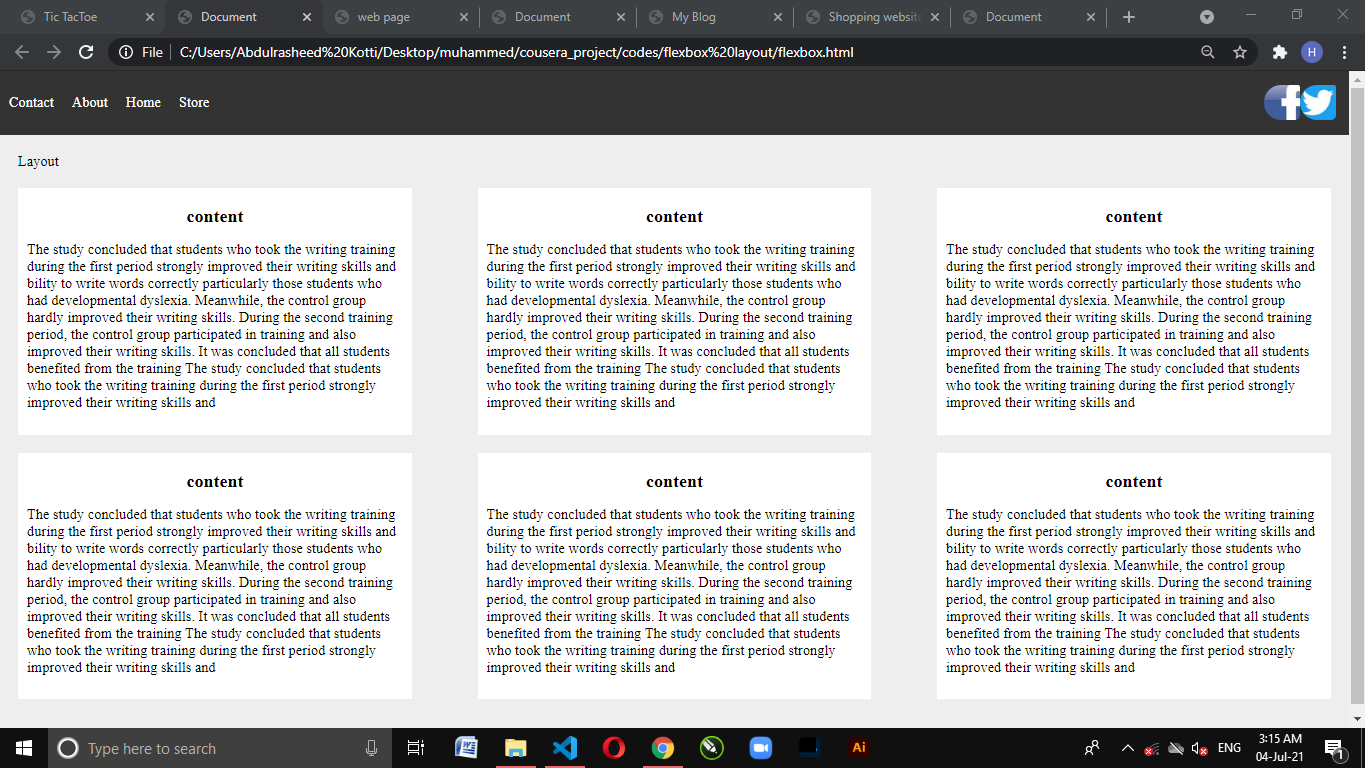 Tic TacToe
Document
web page
Document
My Blog
Shopping website
Document
File C:/Users/Abdulrasheed%20Kotti/Desktop/muhammed/cousera_project/codes/flexbox%20layout/flexbox.html
H
Contact About Home Store
Layout
content
The study concluded that students who took the writing training
during the first period strongly improved their writing skills and
bility to write words correctly particularly those students who
had developmental dyslexia. Meanwhile, the control group
hardly improved their writing skills. During the second training
period, the control group participated in training and also
improved their writing skills. It was concluded that all students
benefited from the training The study concluded that students
who took the writing training during the first period strongly
improved their writing skills and
content
The study concluded that students who took the writing training
during the first period strongly improved their writing skills and
bility to write words correctly particularly those students who
had developmental dyslexia. Meanwhile, the control group
hardly improved their writing skills. During the second training
period, the control group participated in training and also
improved their writing skills. It was concluded that all students
benefited from the training The study concluded that students
who took the writing training during the first period strongly
improved their writing skills and
content
The study concluded that students who took the writing training
during the first period strongly improved their writing skills and
bility to write words correctly particularly those students who
had developmental dyslexia. Meanwhile, the control group
hardly improved their writing skills. During the second training
period, the control group participated in training and also
improved their writing skills. It was concluded that all students
benefited from the training The study concluded that students
who took the writing training during the first period strongly
improved their writing skills and
content
The study concluded that students who took the writing training
during the first period strongly improved their writing skills and
bility to write words correctly particularly those students who
had developmental dyslexia. Meanwhile, the control group
hardly improved their writing skills. During the second training
period, the control group participated in training and also
improved their writing skills. It was concluded that all students
benefited from the training The study concluded that students
who took the writing training during the first period strongly
improved their writing skills and
content
The study concluded that students who took the writing training
during the first period strongly improved their writing skills and
bility to write words correctly particularly those students who
had developmental dyslexia. Meanwhile, the control group
hardly improved their writing skills. During the second training
period, the control group participated in training and also
improved their writing skills. It was concluded that all students
benefited from the training The study concluded that students
who took the writing training during the first period strongly
improved their writing skills and
content
The study concluded that students who took the writing training
during the first period strongly improved their writing skills and
bility to write words correctly particularly those students who
had developmental dyslexia. Meanwhile, the control group
hardly improved their writing skills. During the second training
period, the control group participated in training and also
improved their writing skills. It was concluded that all students
benefited from the training The study concluded that students
who took the writing training during the first period strongly
improved their writing skills and
Type here to search
Ai
ENG
3:15 AM
04-Jul-21
1